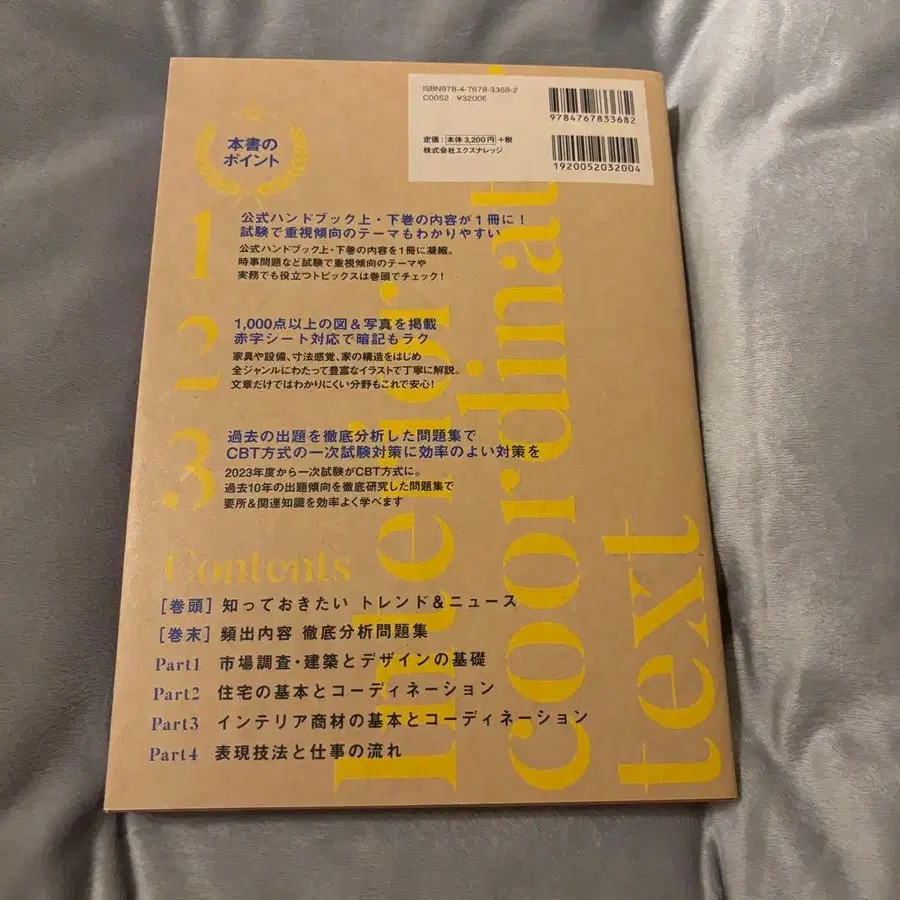 ISBN978-4-7678-3368-2
C0052 ¥3200E
定価：本体3,200円+税
株式会社エクスナレッジ
9784767833682
1920052032004
本書の
ポイント
1
公式ハンドブック上・下巻の内容が1冊に！
試験で重視傾向のテーマもわかりやすい
公式ハンドブック上・下巻の内容を1冊に凝縮。
時事問題など試験で重視傾向のテーマや
実務でも役立つトピックスは巻頭でチェック！
2
1,000点以上の図＆写真を掲載
赤字シート対応で暗記もラク
家具や設備、寸法感覚、家の構造をはじめ
全ジャンルにわたって豊富なイラストで丁寧に解説。
文章だけではわかりにくい分野もこれで安心！
3
過去の出題を徹底分析した問題集で
CBT方式の一次試験対策に効率のよい対策を
2023年度から一次試験がCBT方式に。
過去10年の出題傾向を徹底研究した問題集で
要所＆関連知識を効率よく学べます
Contents
［巻頭］知っておきたい トレンド＆ニュース
［巻末］頻出内容 徹底分析問題集
Part1 市場調査・建築とデザインの基礎
Part2 住宅の基本とコーディネーション
Part3 インテリア商材の基本とコーディネーション
Part4 表現技法と仕事の流れ
Interior
coordinat
text